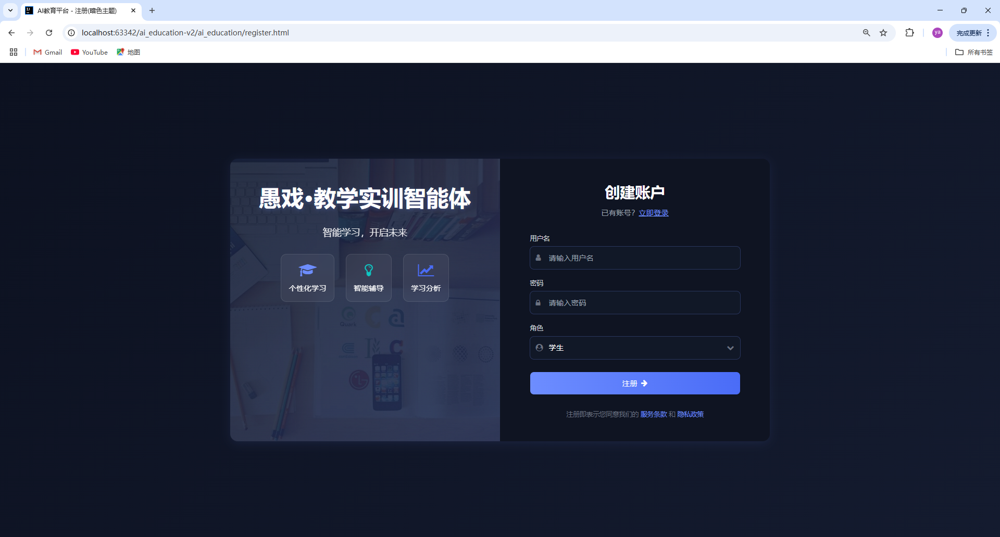 AI教育平台 - 注册(暗色主题)
localhost:63342/ai_education-v2/ai_education/register.html
ya
完成更新
Gmail
YouTube
地图
所有书签
愚戏·教学实训智能体
智能学习，开启未来
个性化学习
智能辅导
学习分析
Quark
LG
创建账户
已有账号？立即登录
用户名
请输入用户名
密码
请输入密码
角色
学生
注册
注册即表示您同意我们的 服务条款 和 隐私政策